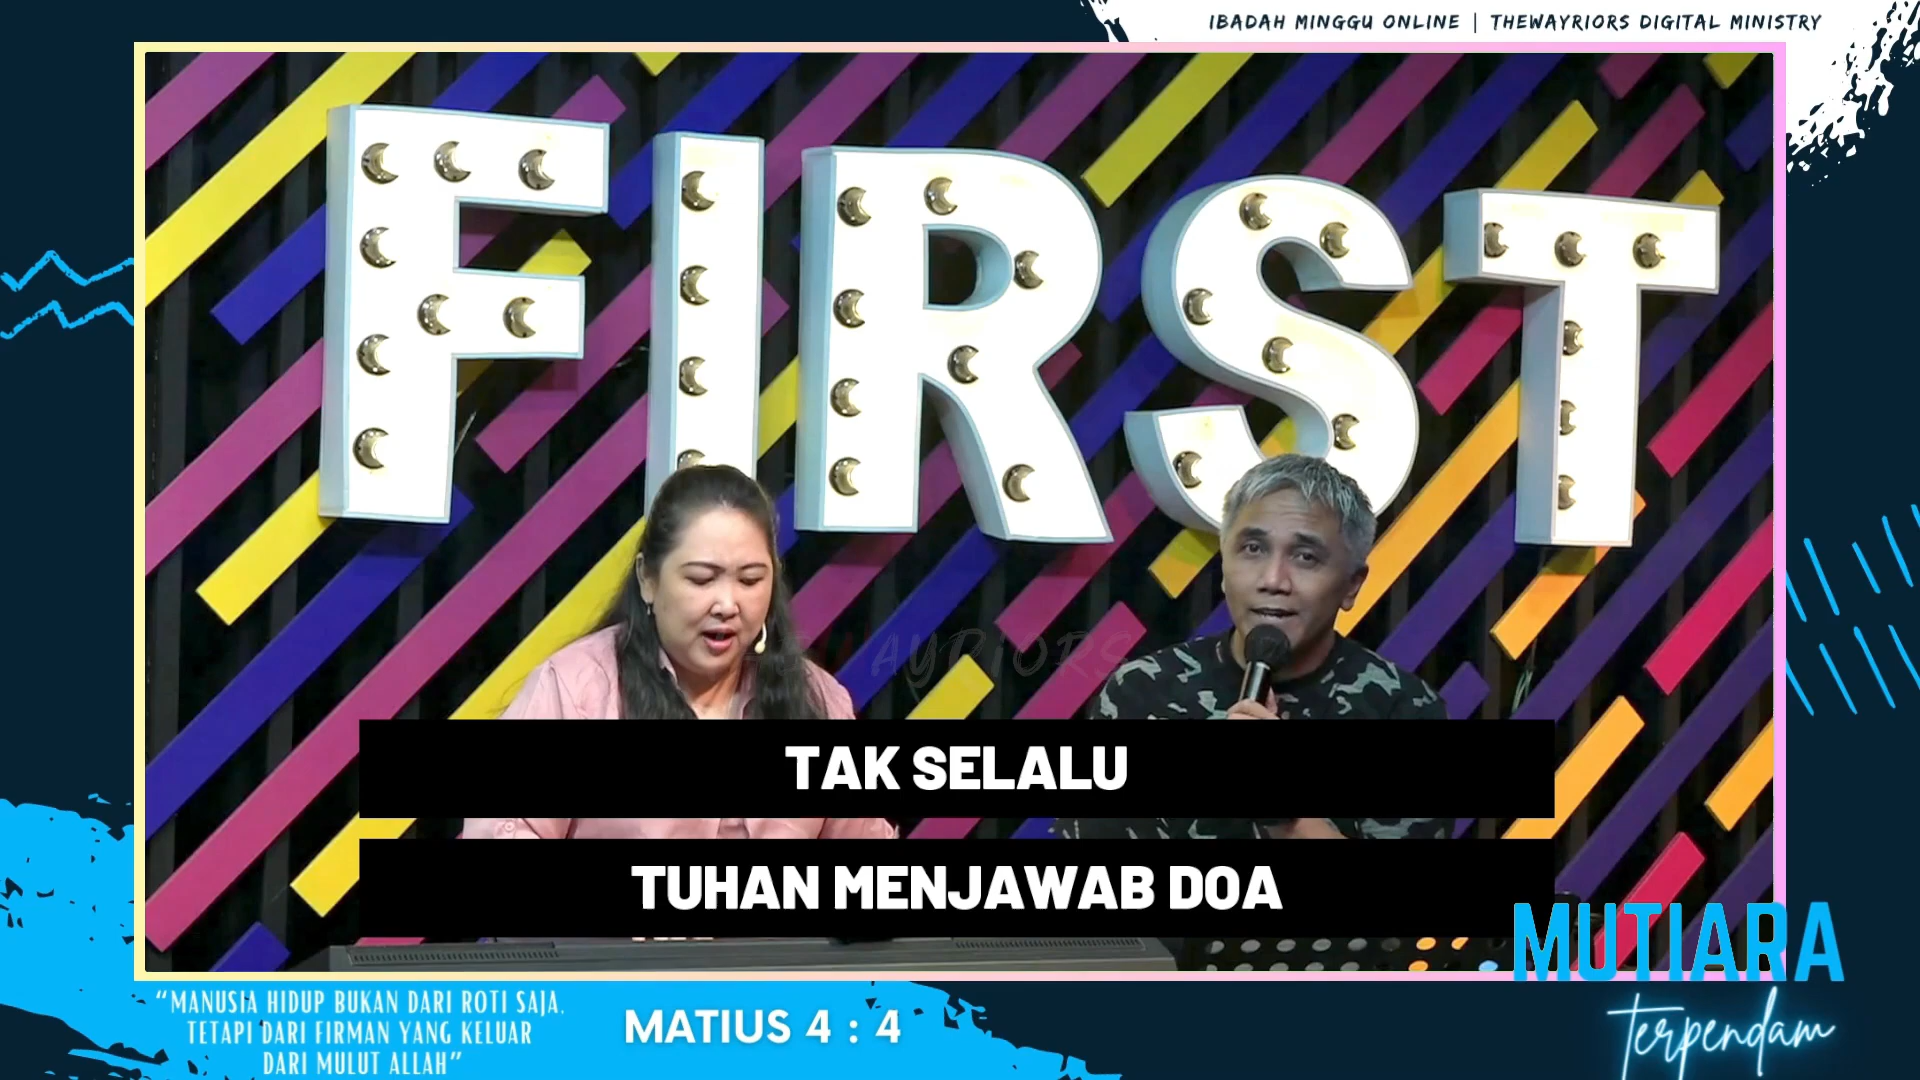 IBADAH MINGGU ONLINE | THEWAYRIORS DIGITAL MINISTRY
FIRST
THEWAYRIORS
TAK SELALU
TUHAN MENJAWAB DOA
MUTIARA
terpendam
"MANUSIA HIDUP BUKAN DARI ROTI SAJA,
TETAPI DARI FIRMAN YANG KELUAR
DARI MULUT ALLAH"
MATIUS 4 : 4